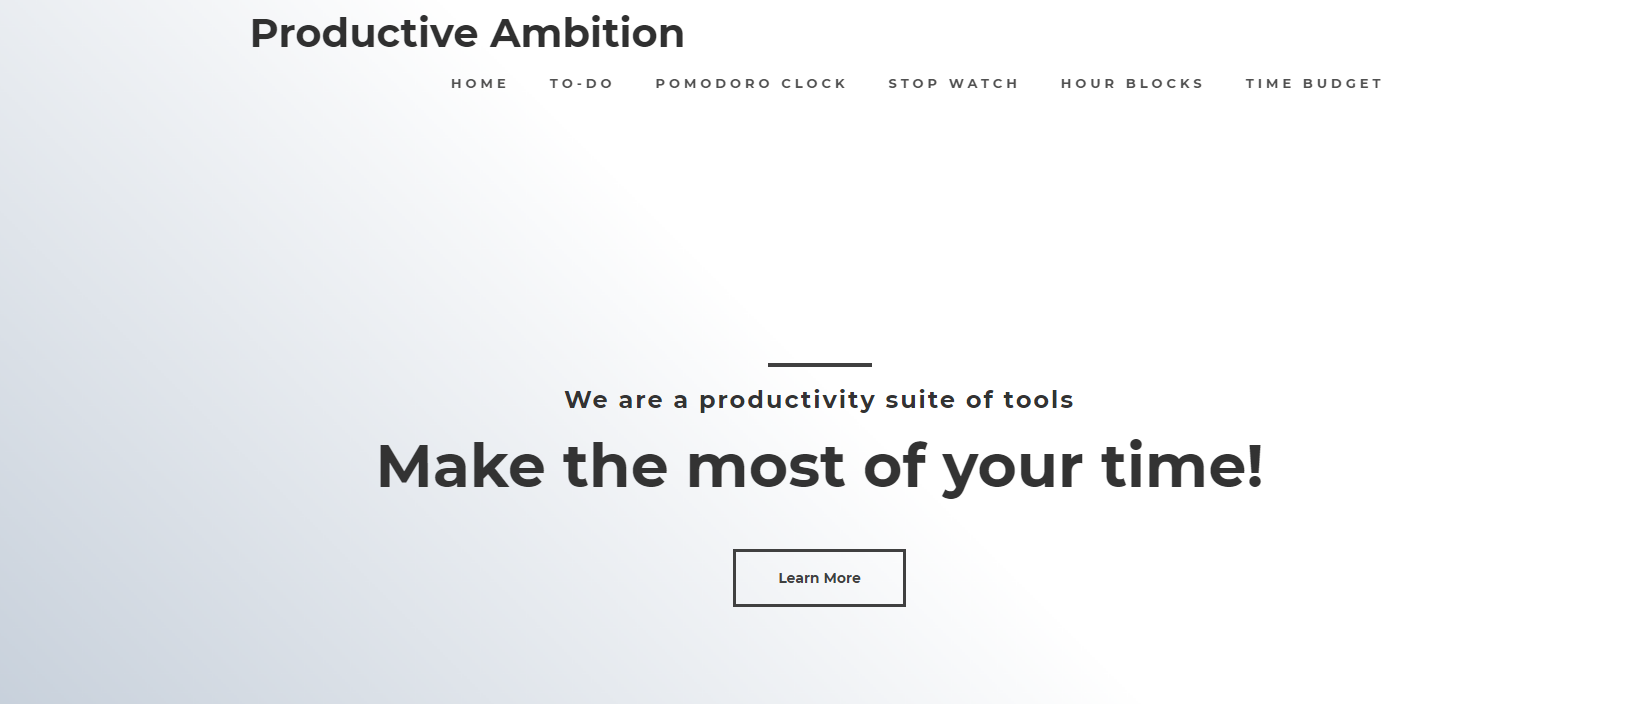 Productive Ambition
HOME TO-DO POMODORO CLOCK STOP WATCH HOUR BLOCKS TIME BUDGET
We are a productivity suite of tools
Make the most of your time!
Learn More